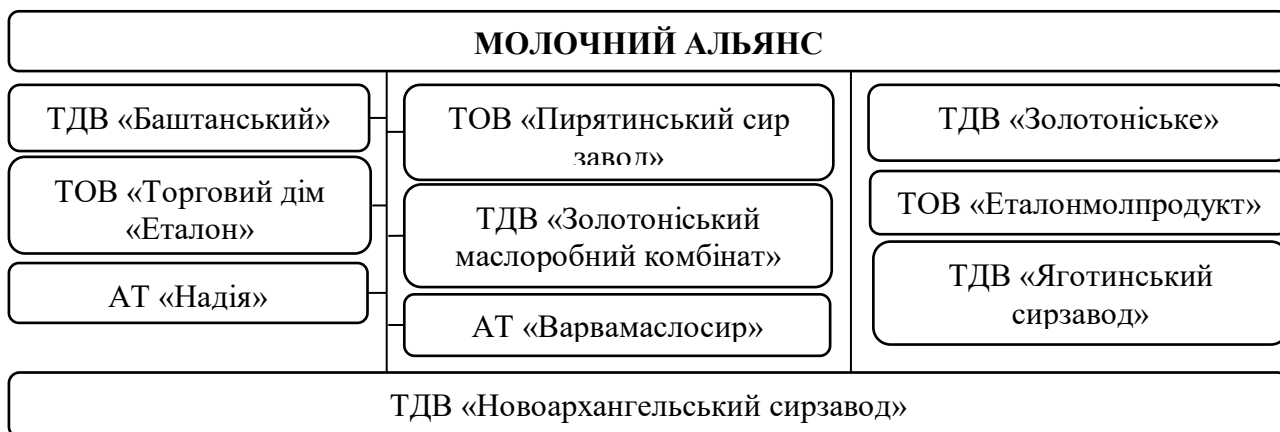 МОЛОЧНИЙ АЛЬЯНС
ТДВ «Баштанський»
ТОВ «Торговий дім
«Еталон»
АТ «Надія»
ТОВ «Пирятинський сир
завод»
ТДВ «Золотоніський
маслоробний комбінат»
АТ «Варвамаслосир»
ТДВ «Золотоніське»
ТОВ «Еталонмолпродукт»
ТДВ «Яготинський
сирзавод»
ТДВ «Новоархангельський сирзавод»